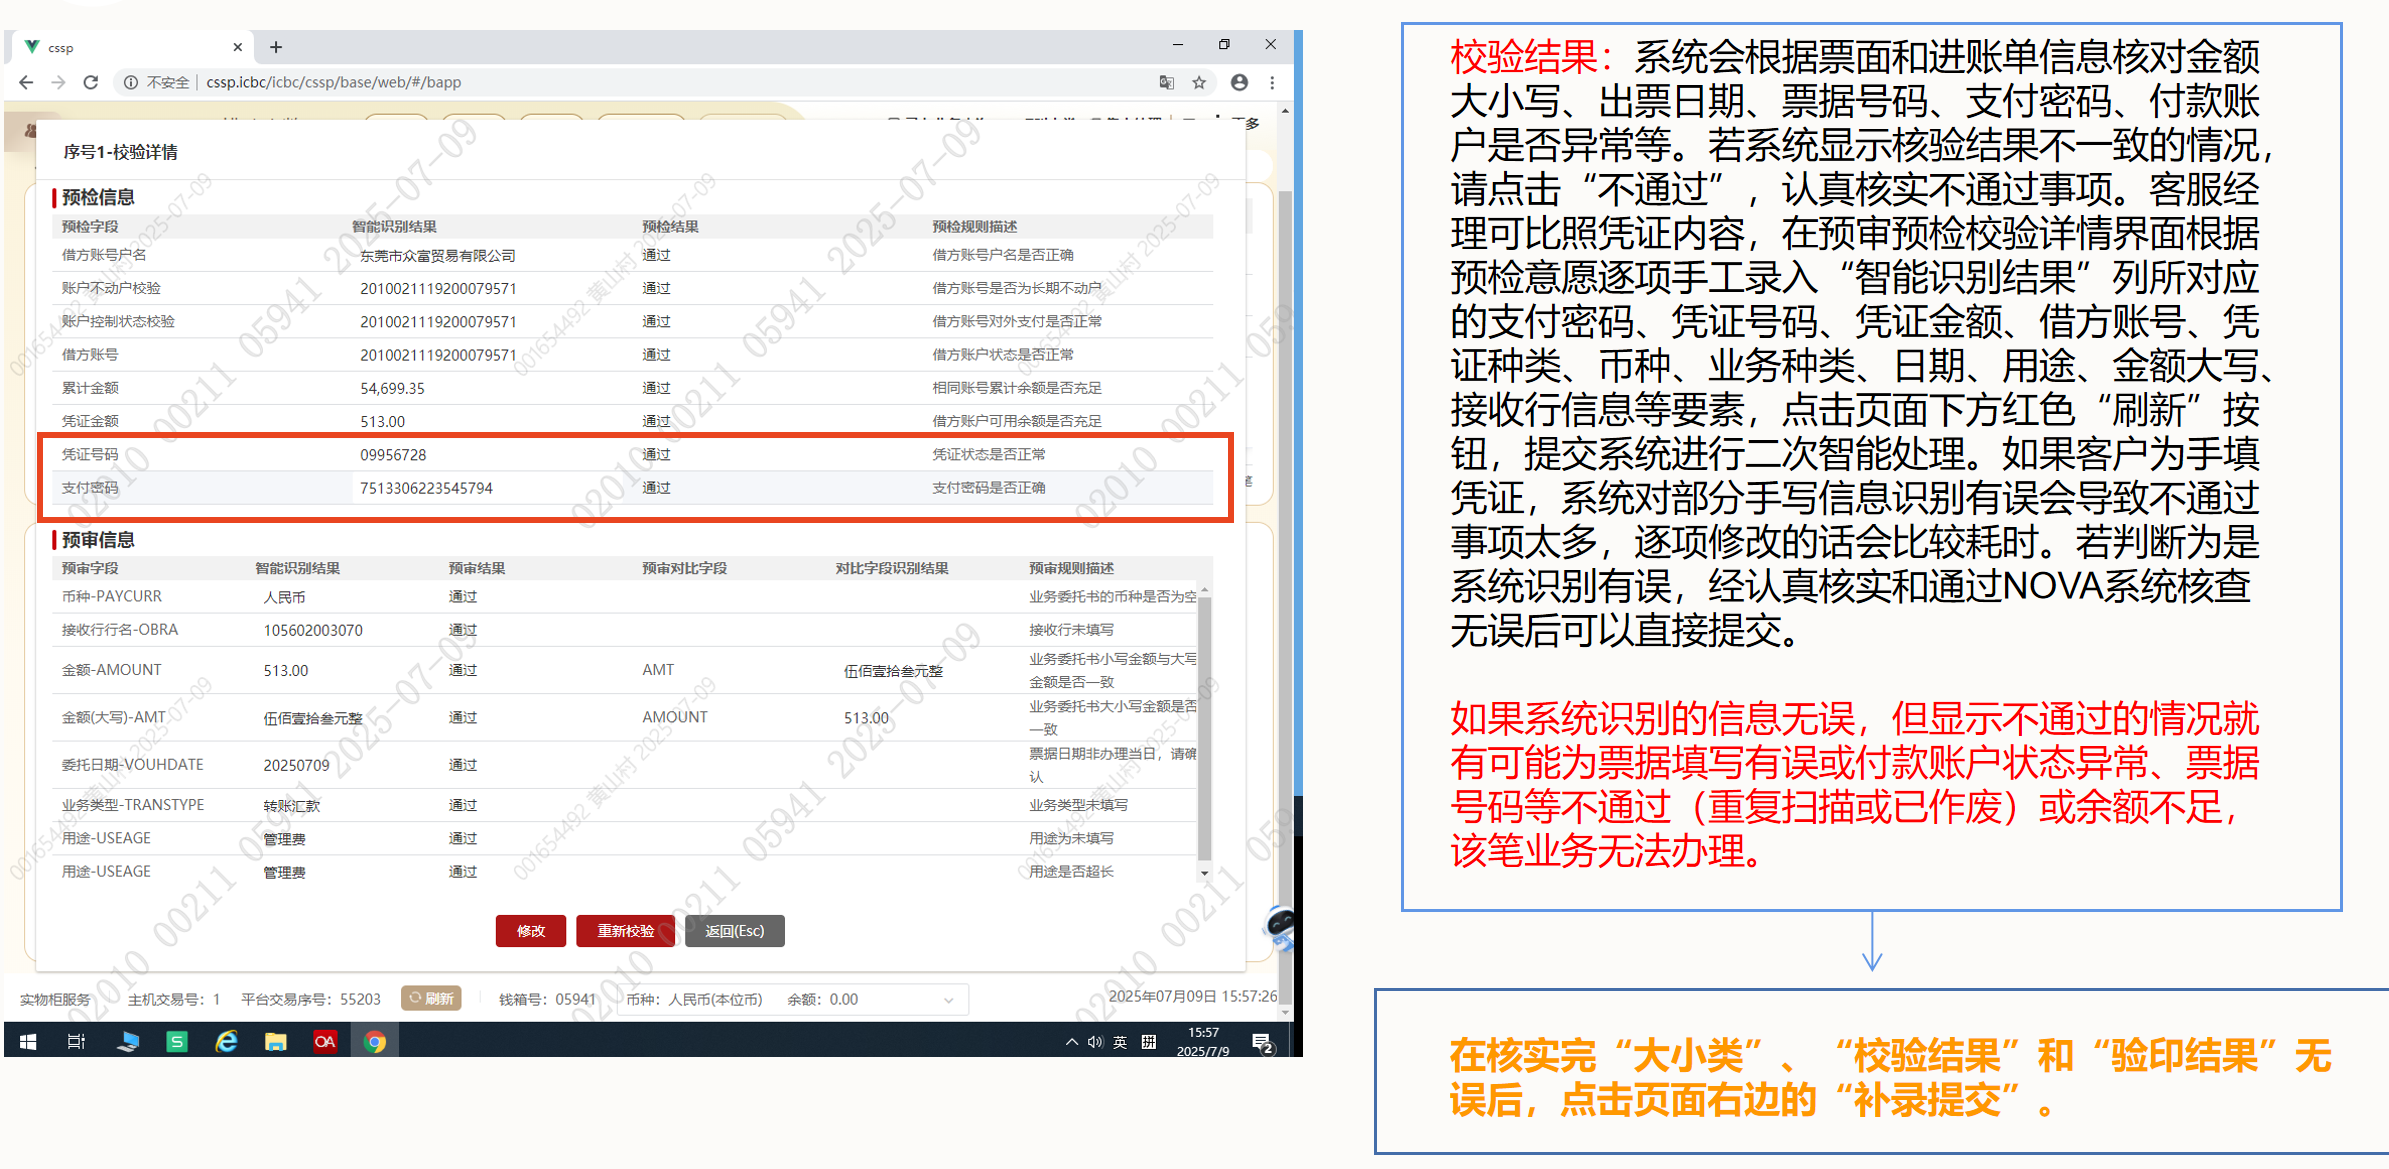 cssp
不安全 | cssp.icbc/icbc/cssp/base/web/#/bapp
更多
序号1-校验详情
预检信息
预检字段 智能识别结果 预检结果 预检规则描述
借方账号户名 东莞市众富贸易有限公司 通过 借方账号户名是否正确
账户不动户校验 2010021119200079571 通过 借方账号是否为长期不动户
账户控制状态校验 2010021119200079571 通过 借方账号对外支付是否正常
借方账号 2010021119200079571 通过 借方账户状态是否正常
累计金额 54,699.35 通过 相同账号累计余额是否充足
凭证金额 513.00 通过 借方账户可用余额是否充足
凭证号码 09956728 通过 凭证状态是否正常
支付密码 7513306223545794 通过 支付密码是否正确
预审信息
预审字段 智能识别结果 预审结果 预审对比字段 对比字段识别结果 预审规则描述
币种-PAYCURR 人民币 通过 业务委托书的币种是否为空
接收行行名-OBRA 105602003070 通过 接收行未填写
金额-AMOUNT 513.00 通过 AMT 伍佰壹拾叁元整 业务委托书小写金额与大写
金额是否一致
金额(大写)-AMT 伍佰壹拾叁元整 通过 AMOUNT 513.00 业务委托书大小写金额是否
一致
委托日期-VOUHDATE 20250709 通过 票据日期非办理当日，请确
认
业务类型-TRANSTYPE 转账汇款 通过 业务类型未填写
用途-USEAGE 管理费 通过 用途为未填写
用途-USEAGE 管理费 通过 用途是否超长
修改 重新校验 返回(Esc)
实物柜服务 主机交易号：1 平台交易序号：55203 刷新 钱箱号：05941 币种：人民币(本位币) 余额：0.00 2025年07月09日 15:57:26
OA
英 拼 15:57
2025/7/9 2
02010 00211 05941 2025-07-09
001654492 黄山村 2025-07-09
校验结果：系统会根据票面和进账单信息核对金额
大小写、出票日期、票据号码、支付密码、付款账
户是否异常等。若系统显示核验结果不一致的情况，
请点击“不通过”，认真核实不通过事项。客服经
理可比照凭证内容，在预审预检校验详情界面根据
预检意愿逐项手工录入“智能识别结果”列所对应
的支付密码、凭证号码、凭证金额、借方账号、凭
证种类、币种、业务种类、日期、用途、金额大写、
接收行信息等要素，点击页面下方红色“刷新”按
钮，提交系统进行二次智能处理。如果客户为手填
凭证，系统对部分手写信息识别有误会导致不通过
事项太多，逐项修改的话会比较耗时。若判断为是
系统识别有误，经认真核实和通过NOVA系统核查
无误后可以直接提交。
如果系统识别的信息无误，但显示不通过的情况就
有可能为票据填写有误或付款账户状态异常、票据
号码等不通过（重复扫描或已作废）或余额不足，
该笔业务无法办理。
在核实完“大小类”、“校验结果”和“验印结果”无
误后，点击页面右边的“补录提交”。